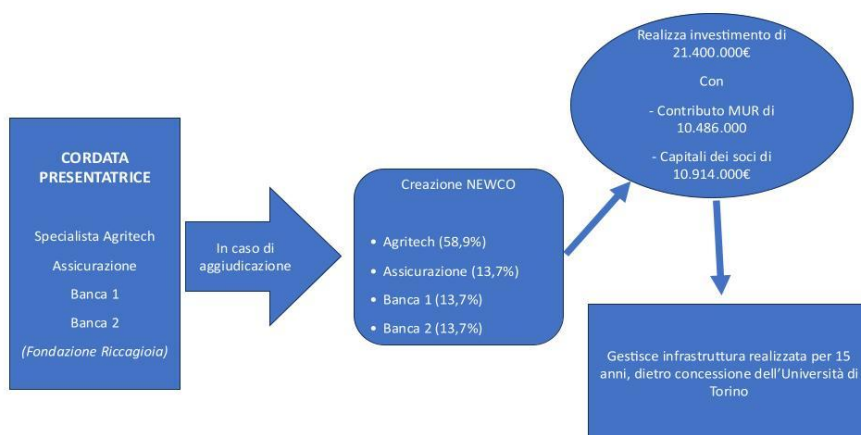 CORDATA
PRESENTATRICE
Specialista Agritech
Assicurazione
Banca 1
Banca 2
(Fondazione Riccagioia)
In caso di
aggiudicazione
Creazione NEWCO
• Agritech (58,9%)
• Assicurazione (13,7%)
• Banca 1 (13,7%)
• Banca 2 (13,7%)
Realizza investimento di
21.400.000€
Con
- Contributo MUR di
10.486.000
- Capitali dei soci di
10.914.000€
Gestisce infrastruttura realizzata per 15
anni, dietro concessione dell’Università di
Torino